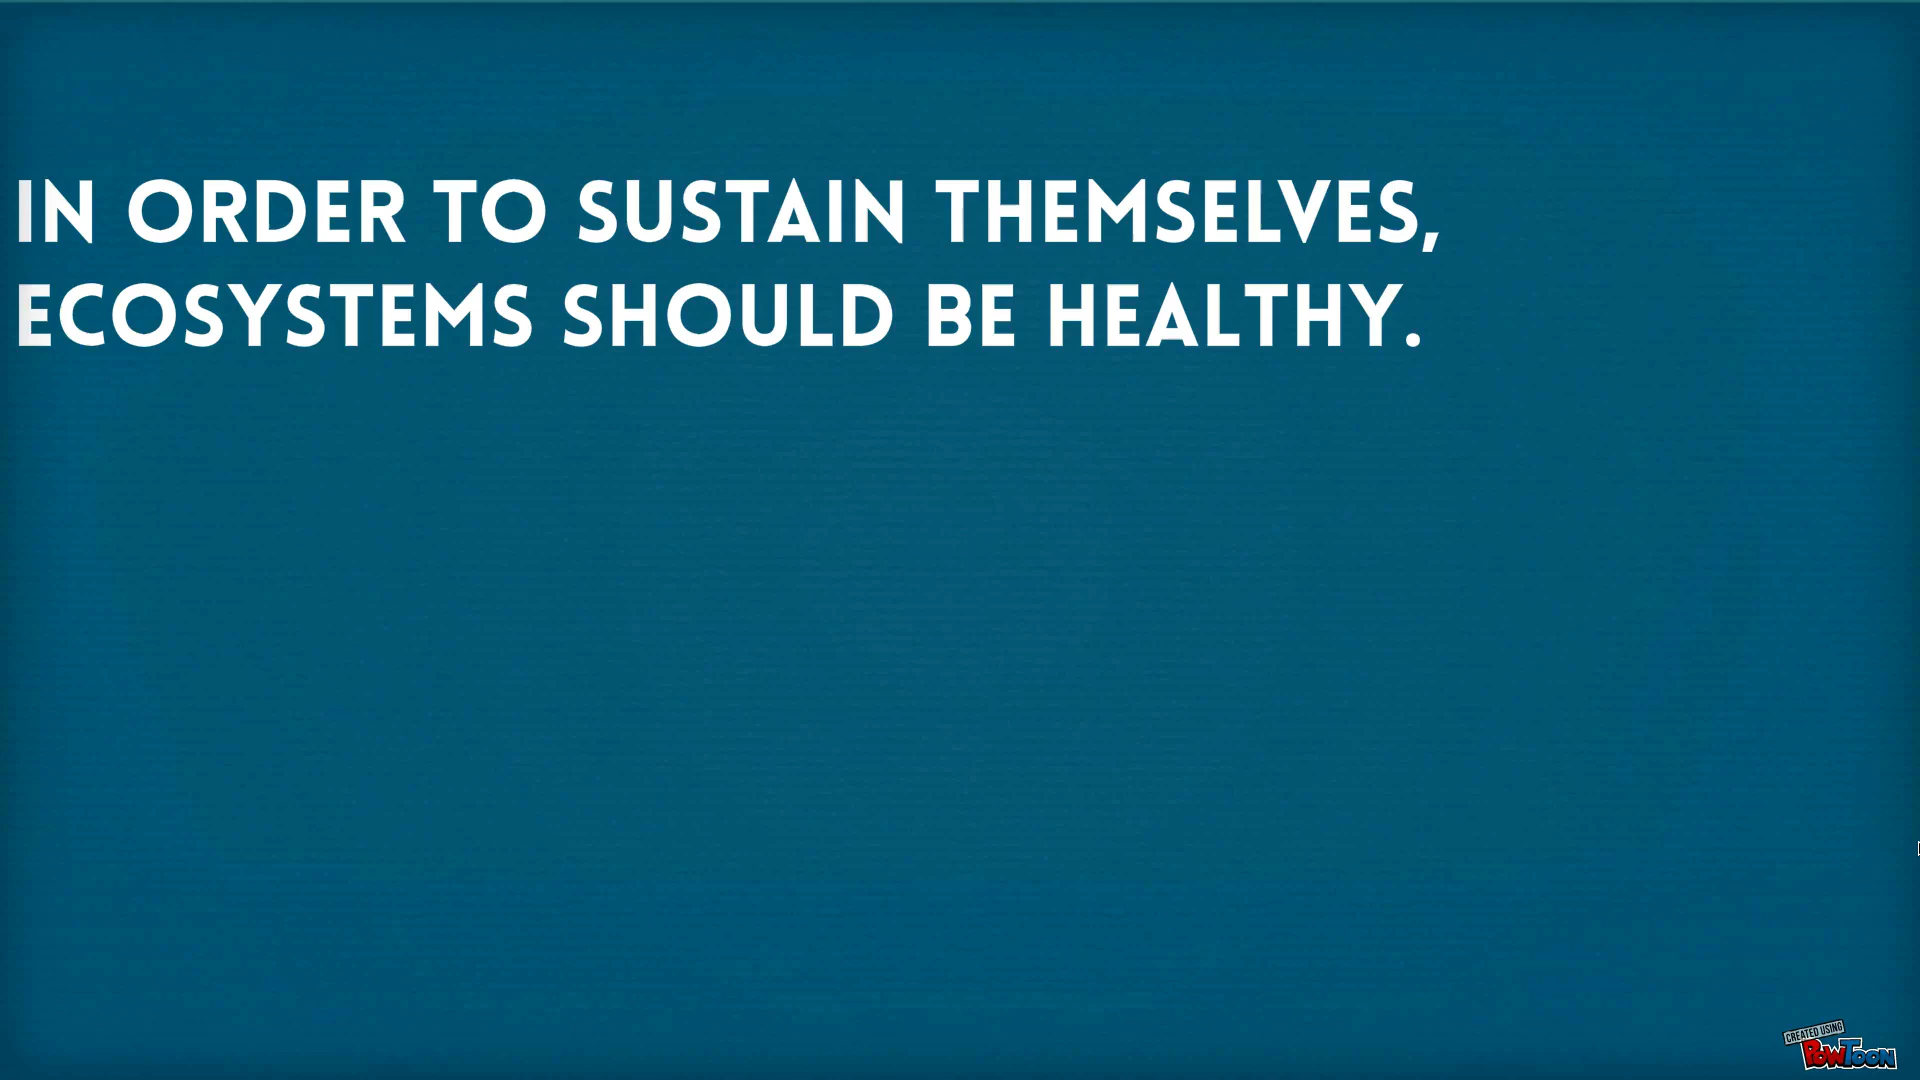 IN ORDER TO SUSTAIN THEMSELVES,
ECOSYSTEMS SHOULD BE HEALTHY.
CREATED USING
POWTOON